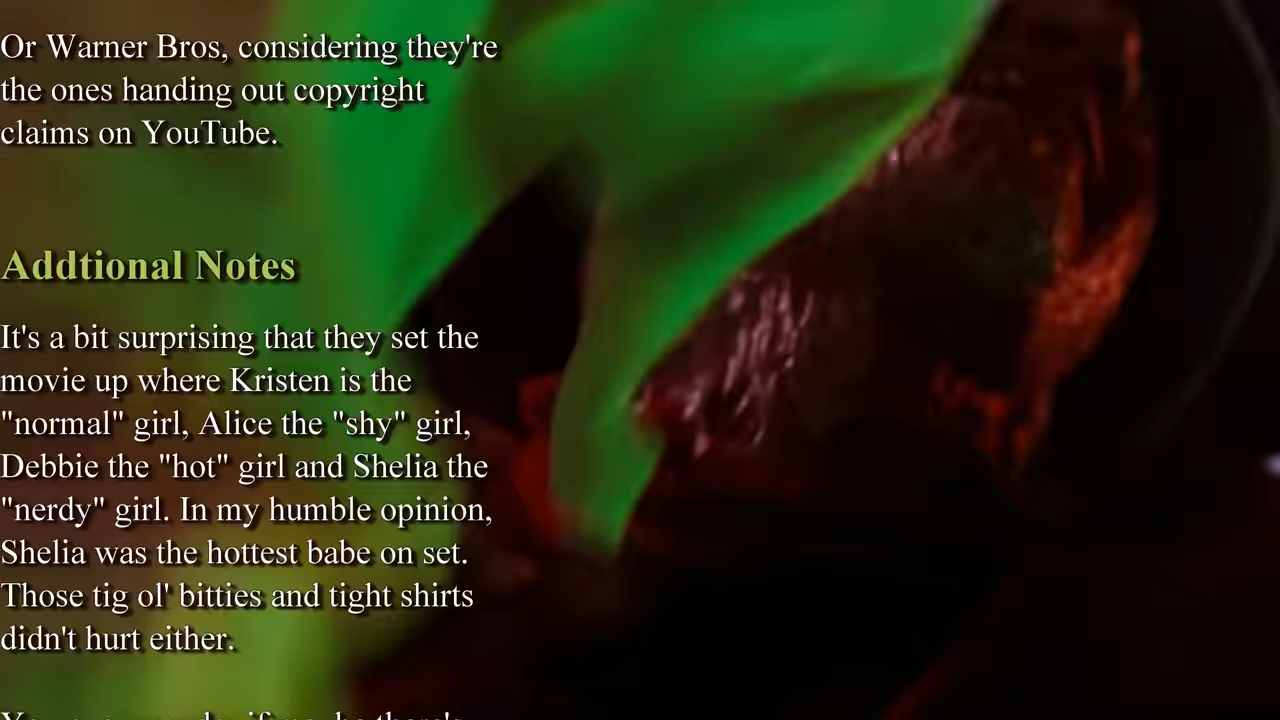 Or Warner Bros, considering they're
the ones handing out copyright
claims on YouTube.
Addtional Notes
It's a bit surprising that they set the
movie up where Kristen is the
"normal" girl, Alice the "shy" girl,
Debbie the "hot" girl and Shelia the
"nerdy" girl. In my humble opinion,
Shelia was the hottest babe on set.
Those tig ol' bitties and tight shirts
didn't hurt either.